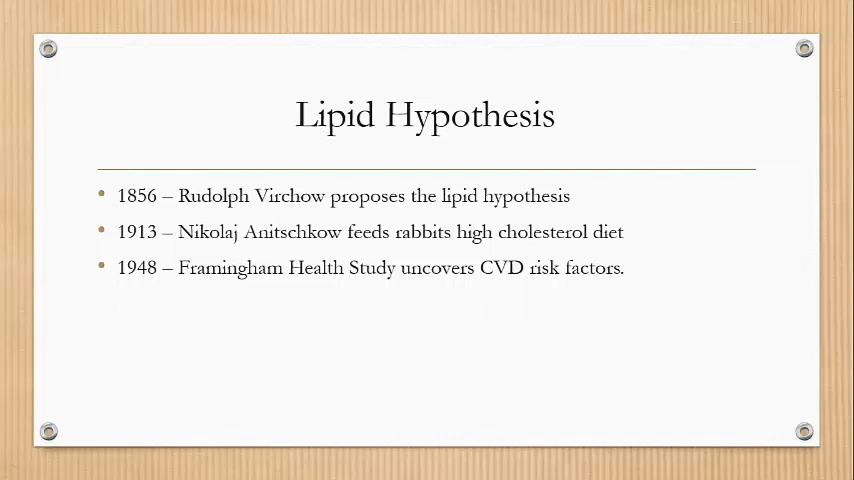 Lipid Hypothesis
• 1856 – Rudolph Virchow proposes the lipid hypothesis
• 1913 – Nikolaj Anitschkow feeds rabbits high cholesterol diet
• 1948 – Framingham Health Study uncovers CVD risk factors.